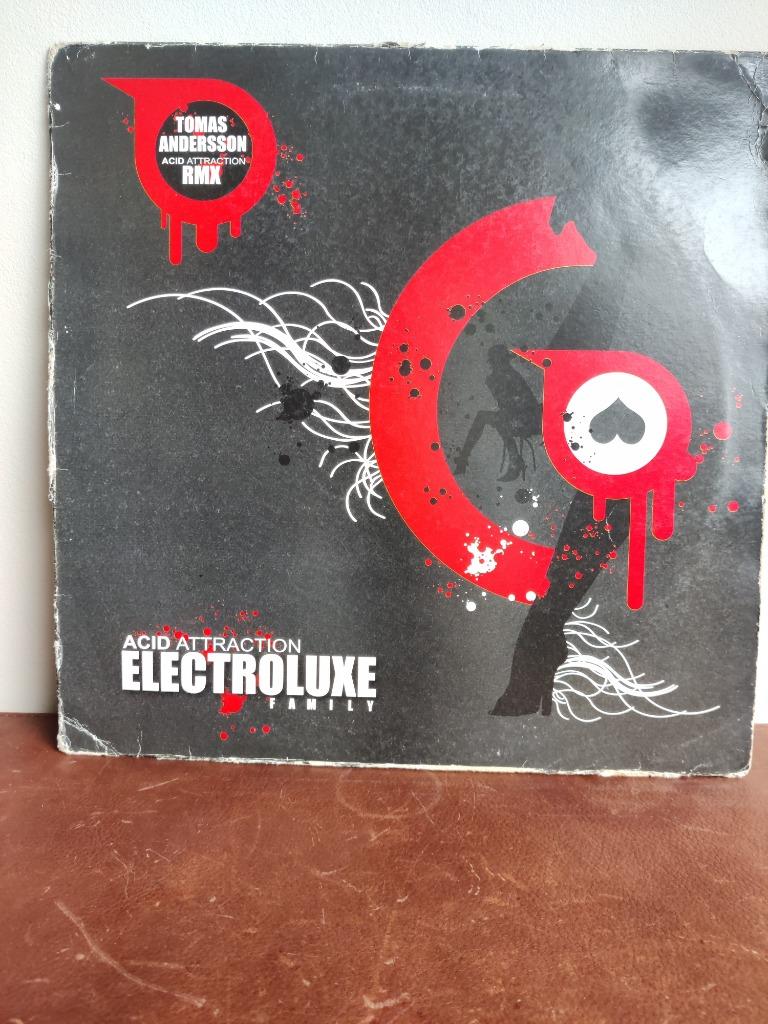 TOMAS
ANDERSSON
ACID ATTRACTION
RMX
ACID ATTRACTION
ELECTROLUXE
FAMILY